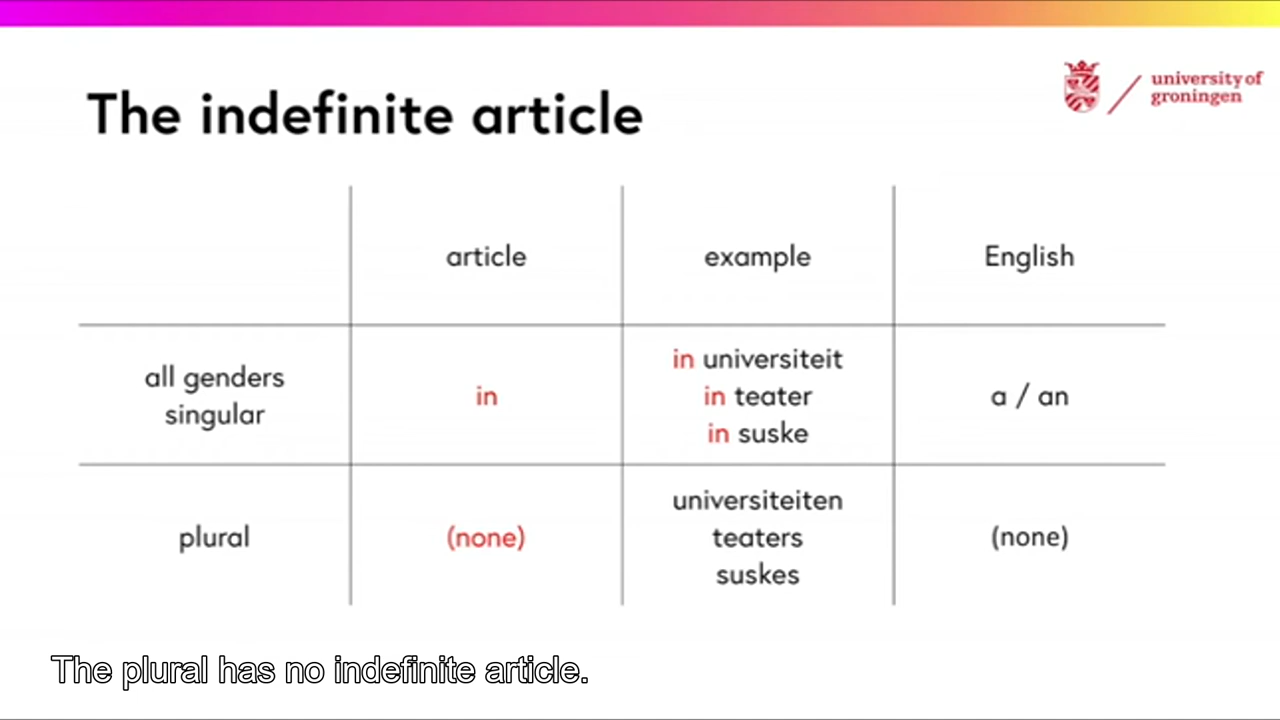 The indefinite article
university of
groningen
article
example
English
all genders
singular
in
in universiteit
in teater
in suske
a / an
plural
(none)
universiteiten
teaters
suskes
(none)
The plural has no indefinite article.